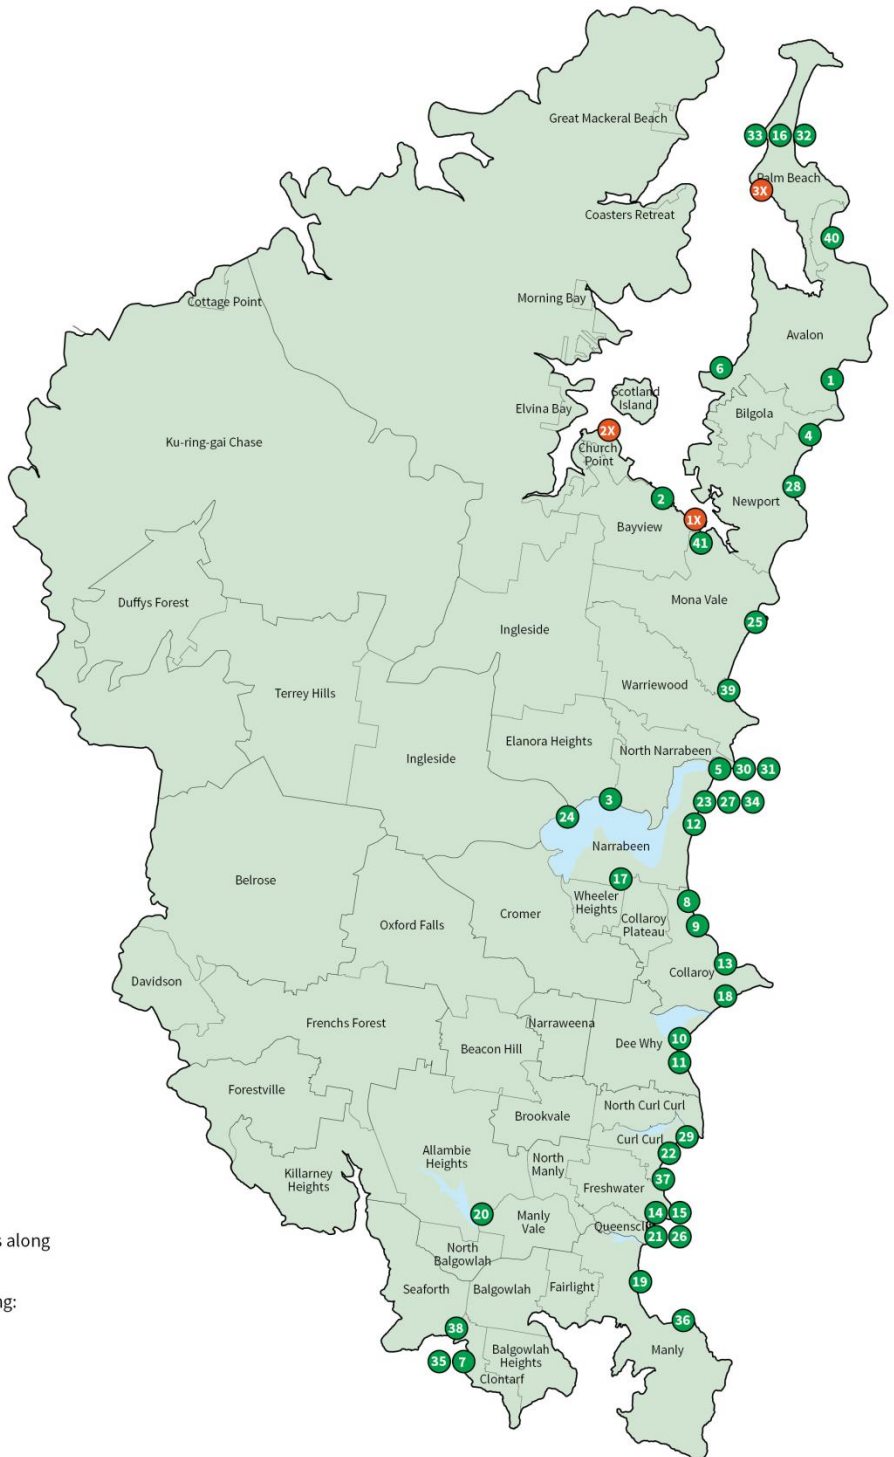 Great Mackeral Beach
33 16 32
Palm Beach
3X
Coasters Retreat
40
Cottage Point
Morning Bay
Avalon
6
1
Scotland
Island
Elvina Bay
Bilgola
2X
4
Ku-ring-gai Chase
Church
Point
28
2
Newport
1X
Bayview
41
Duffys Forest
Mona Vale
25
Ingleside
Warriewood
39
Terrey Hills
Elanora Heights
North Narrabeen
Ingleside
5 30 31
3
23 27 34
24
12
Narrabeen
Belrose
17
Wheeler
Heights
8
Cromer
Collaroy
Plateau
Oxford Falls
9
13
Collaroy
Davidson
18
Frenchs Forest
Narraweena
10
Dee Why
Beacon Hill
11
Forestville
North Curl Curl
Brookvale
29
Curl Curl
Allambie
Heights
22
North
Manly
Killarney
Heights
37
Freshwater
20
14 15
Manly
Vale
Queenscl
21 26
s along
North
Balgowlah
19
Seaforth
Balgowlah
Fairlight
ng:
36
38
Balgowlah
Heights
Manly
35 7
Clontarf